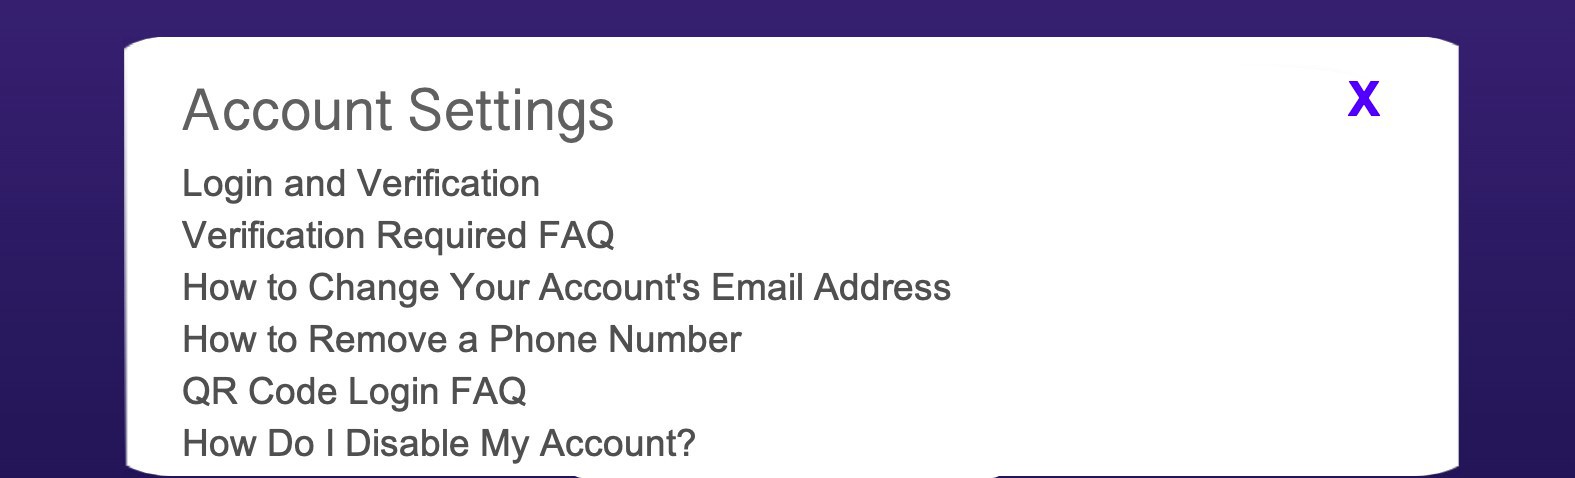 Account Settings
X
Login and Verification
Verification Required FAQ
How to Change Your Account's Email Address
How to Remove a Phone Number
QR Code Login FAQ
How Do I Disable My Account?